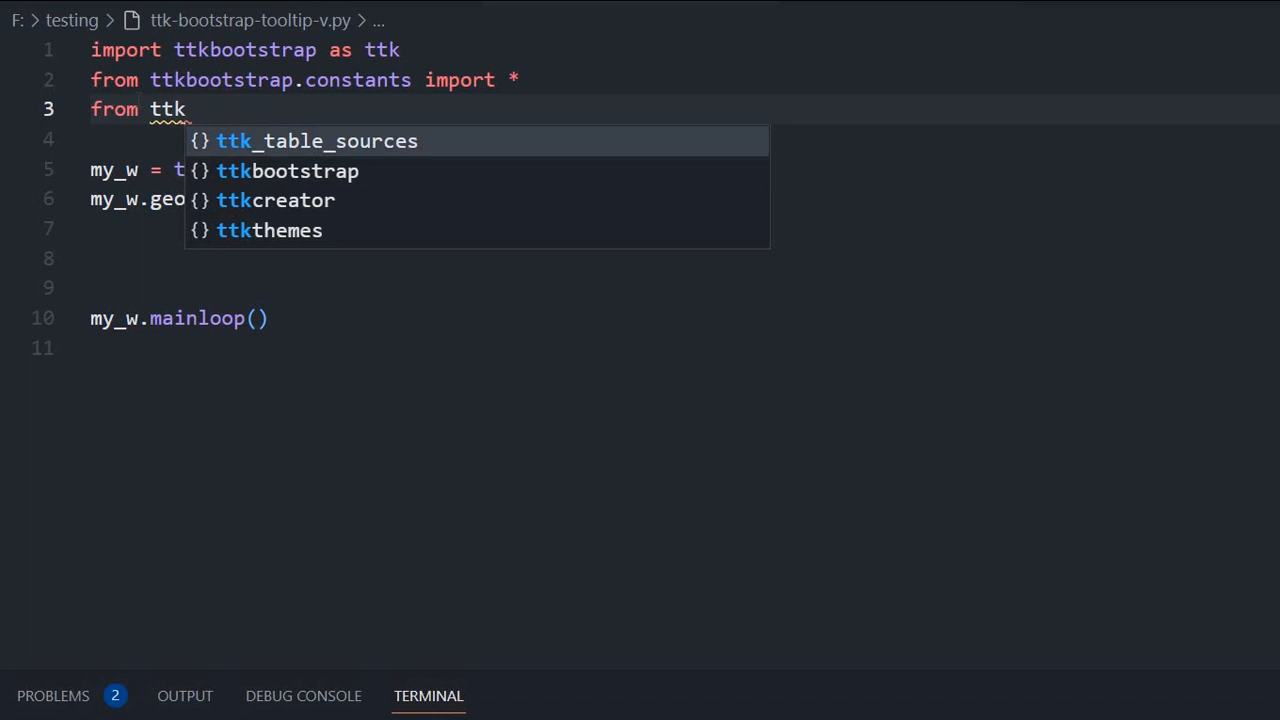 F: > testing > ttk-bootstrap-tooltip-v.py > ...
1 import ttkbootstrap as ttk
2 from ttkbootstrap.constants import *
3 from ttk
4 {} ttk_table_sources
5 my_w = t {} ttkbootstrap
6 my_w.geo {} ttkcreator
7 {} ttkthemes
8
9
10 my_w.mainloop()
11
PROBLEMS 2 OUTPUT DEBUG CONSOLE TERMINAL